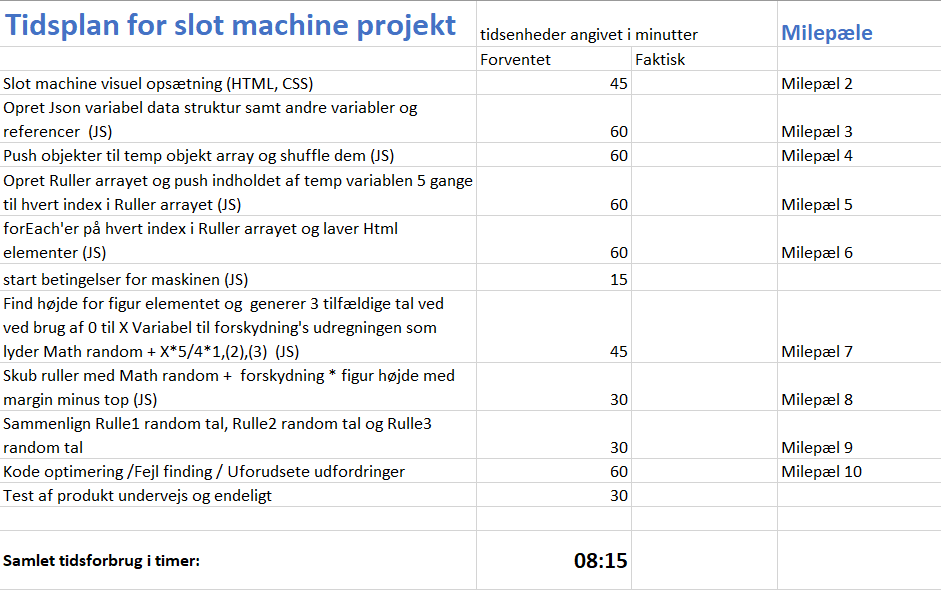 Tidsplan for slot machine projekt tidsenheder angivet i minutter Milepæle
Forventet Faktisk
Slot machine visuel opsætning (HTML, CSS) 45 Milepæl 2
Opret Json variabel data struktur samt andre variabler og
referencer  (JS) 60 Milepæl 3
Push objekter til temp objekt array og shuffle dem (JS) 60 Milepæl 4
Opret Ruller arrayet og push indholdet af temp variablen 5 gange
til hvert index i Ruller arrayet (JS) 60 Milepæl 5
forEach'er på hvert index i Ruller arrayet og laver Html
elementer (JS) 60 Milepæl 6
start betingelser for maskinen (JS) 15
Find højde for figur elementet og  generer 3 tilfældige tal ved
ved brug af 0 til X Variabel til forskydning's udregningen som
lyder Math random + X*5/4*1,(2),(3)  (JS) 45 Milepæl 7
Skub ruller med Math random +  forskydning * figur højde med
margin minus top (JS) 30 Milepæl 8
Sammenlign Rulle1 random tal, Rulle2 random tal og Rulle3
random tal 30 Milepæl 9
Kode optimering /Fejl finding / Uforudsete udfordringer 60 Milepæl 10
Test af produkt undervejs og endeligt 30
Samlet tidsforbrug i timer: 08:15